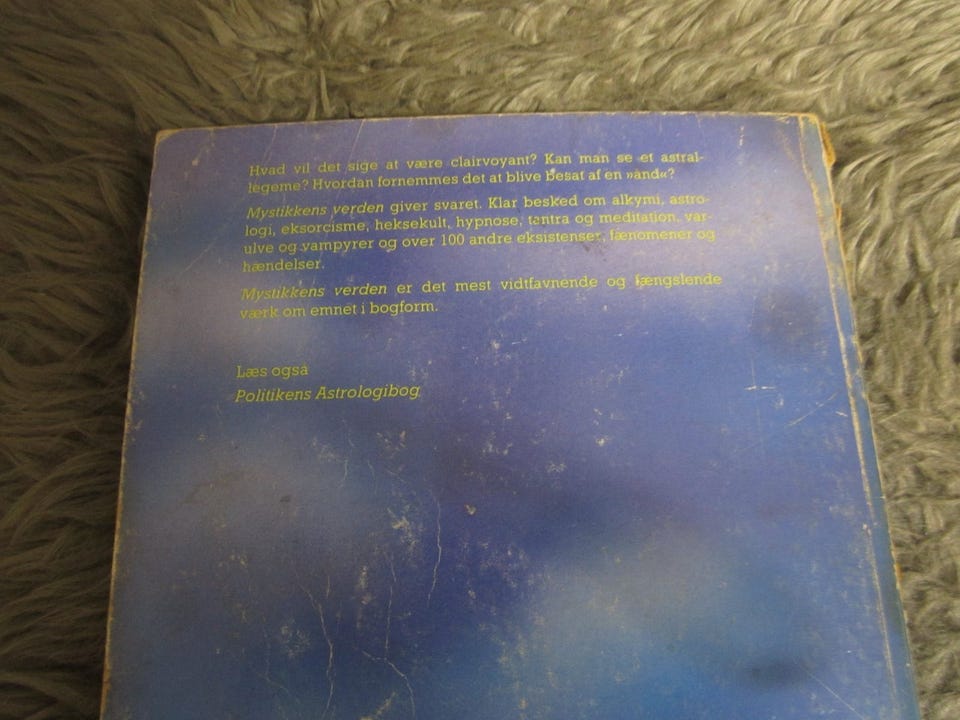 Hvad vil det sige at være clairvoyant? Kan man se et astral-
legeme? Hvordan fornemmes det at blive besat af en »ånd«?
Mystikkens verden giver svaret. Klar besked om alkymi, astro-
logi, eksorcisme, heksekult, hypnose, tantra og meditation, var-
ulve og vampyrer og over 100 andre eksistenser, fænomener og
hændelser.
Mystikkens verden er det mest vidtfavnende og fængslende
værk om emnet i bogform.
Læs også
Politikens Astrologibog